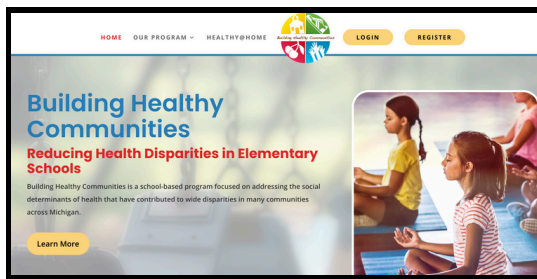 HOME OUR PROGRAM HEALTHY@HOME Building Healthy Communities LOGIN REGISTER
Building Healthy
Communities
Reducing Health Disparities in Elementary
Schools
Building Healthy Communities is a school-based program focused on addressing the social
determinants of health that have contributed to wide disparities in many communities
across Michigan.
Learn More